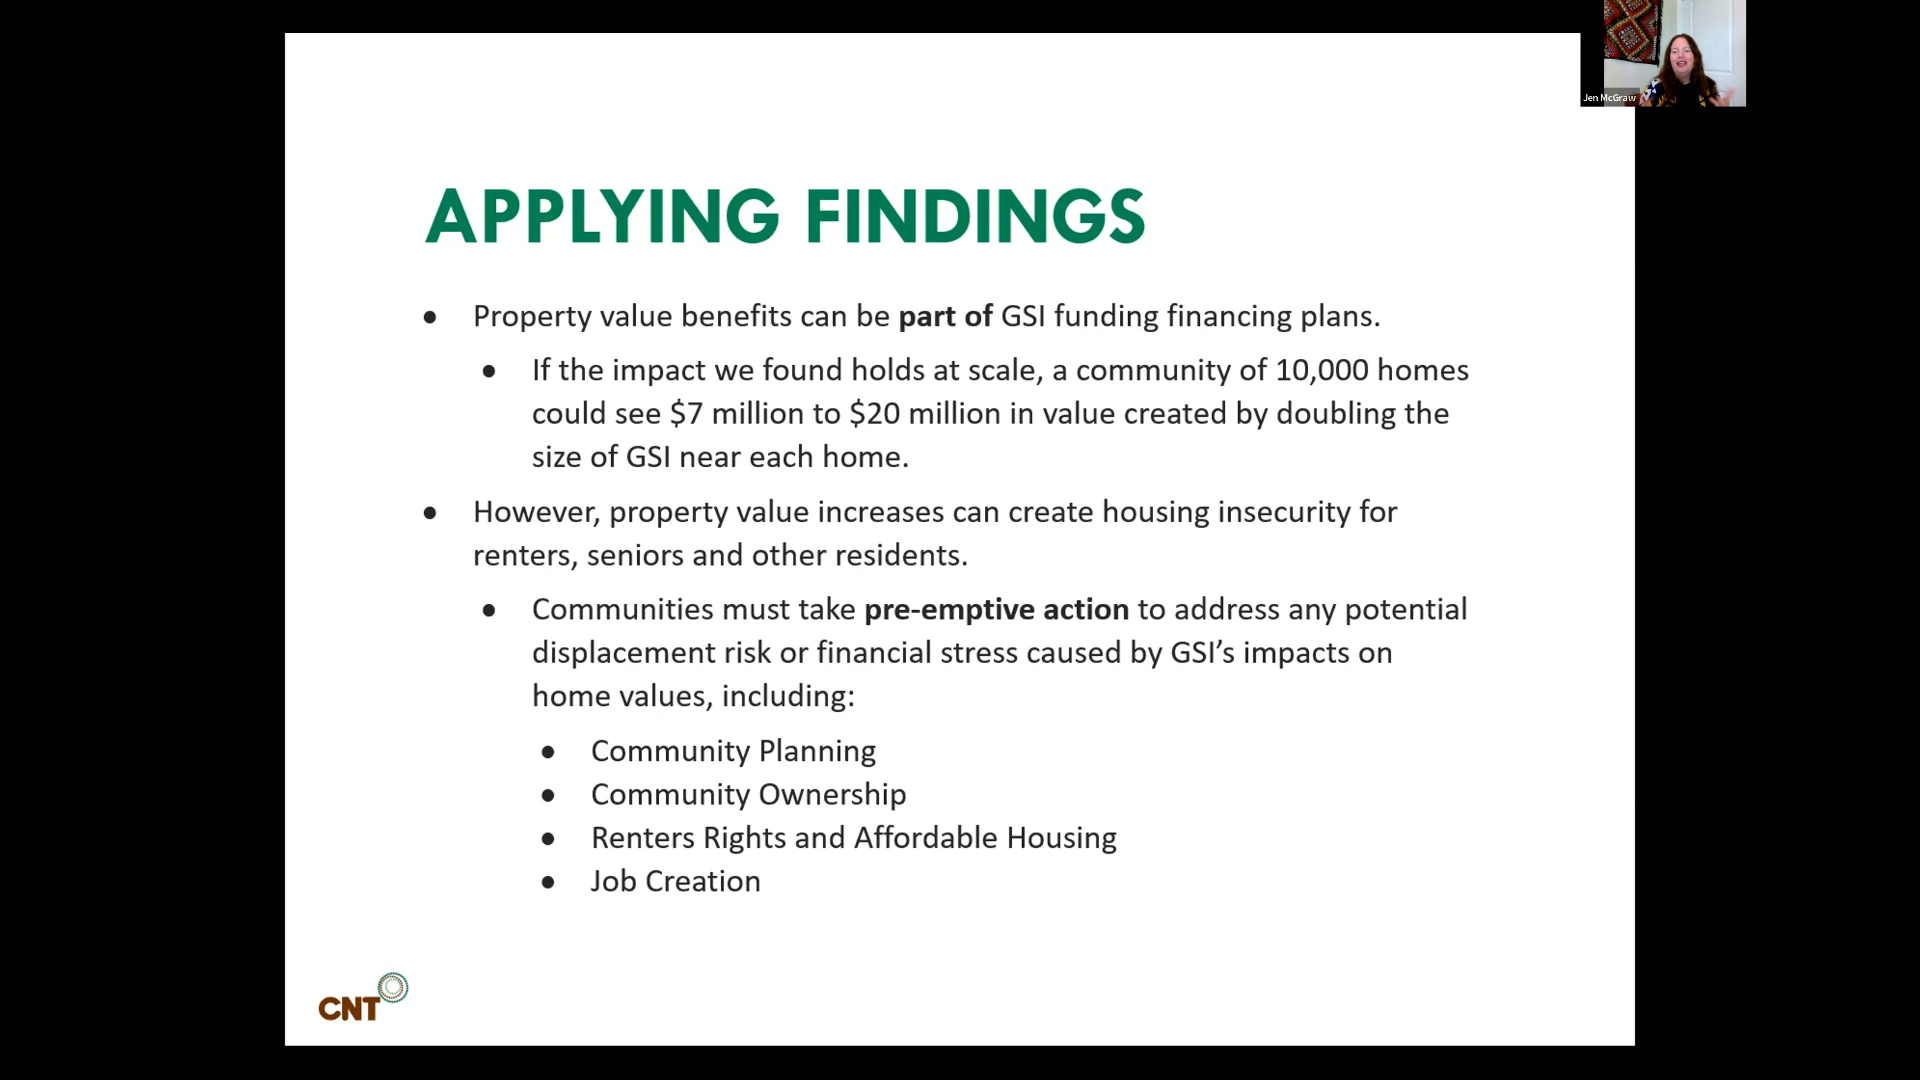 Jen McGraw
APPLYING FINDINGS
• Property value benefits can be part of GSI funding financing plans.
• If the impact we found holds at scale, a community of 10,000 homes
could see $7 million to $20 million in value created by doubling the
size of GSI near each home.
• However, property value increases can create housing insecurity for
renters, seniors and other residents.
• Communities must take pre-emptive action to address any potential
displacement risk or financial stress caused by GSI’s impacts on
home values, including:
• Community Planning
• Community Ownership
• Renters Rights and Affordable Housing
• Job Creation
CNT